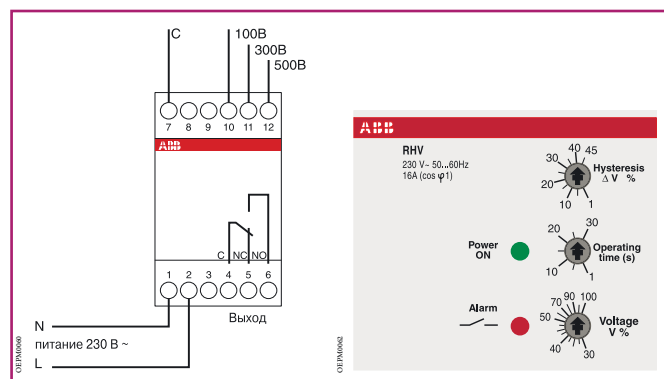 C 100В
300В
500В
7 8 9 10 11 12
ABB
C NC NO
1 2 3 4 5 6
Выход
N
питание 230 В ~
L
OEPM0060
ABB
RHV
230 V~ 50...60Hz
16A (cos φ1)
40 45
30
20
10 1
Hysteresis
Δ V %
Power
ON
20 30
10 1
Operating
time (s)
Alarm
70 90 100
50
40 30
Voltage
V %
OEPM0062